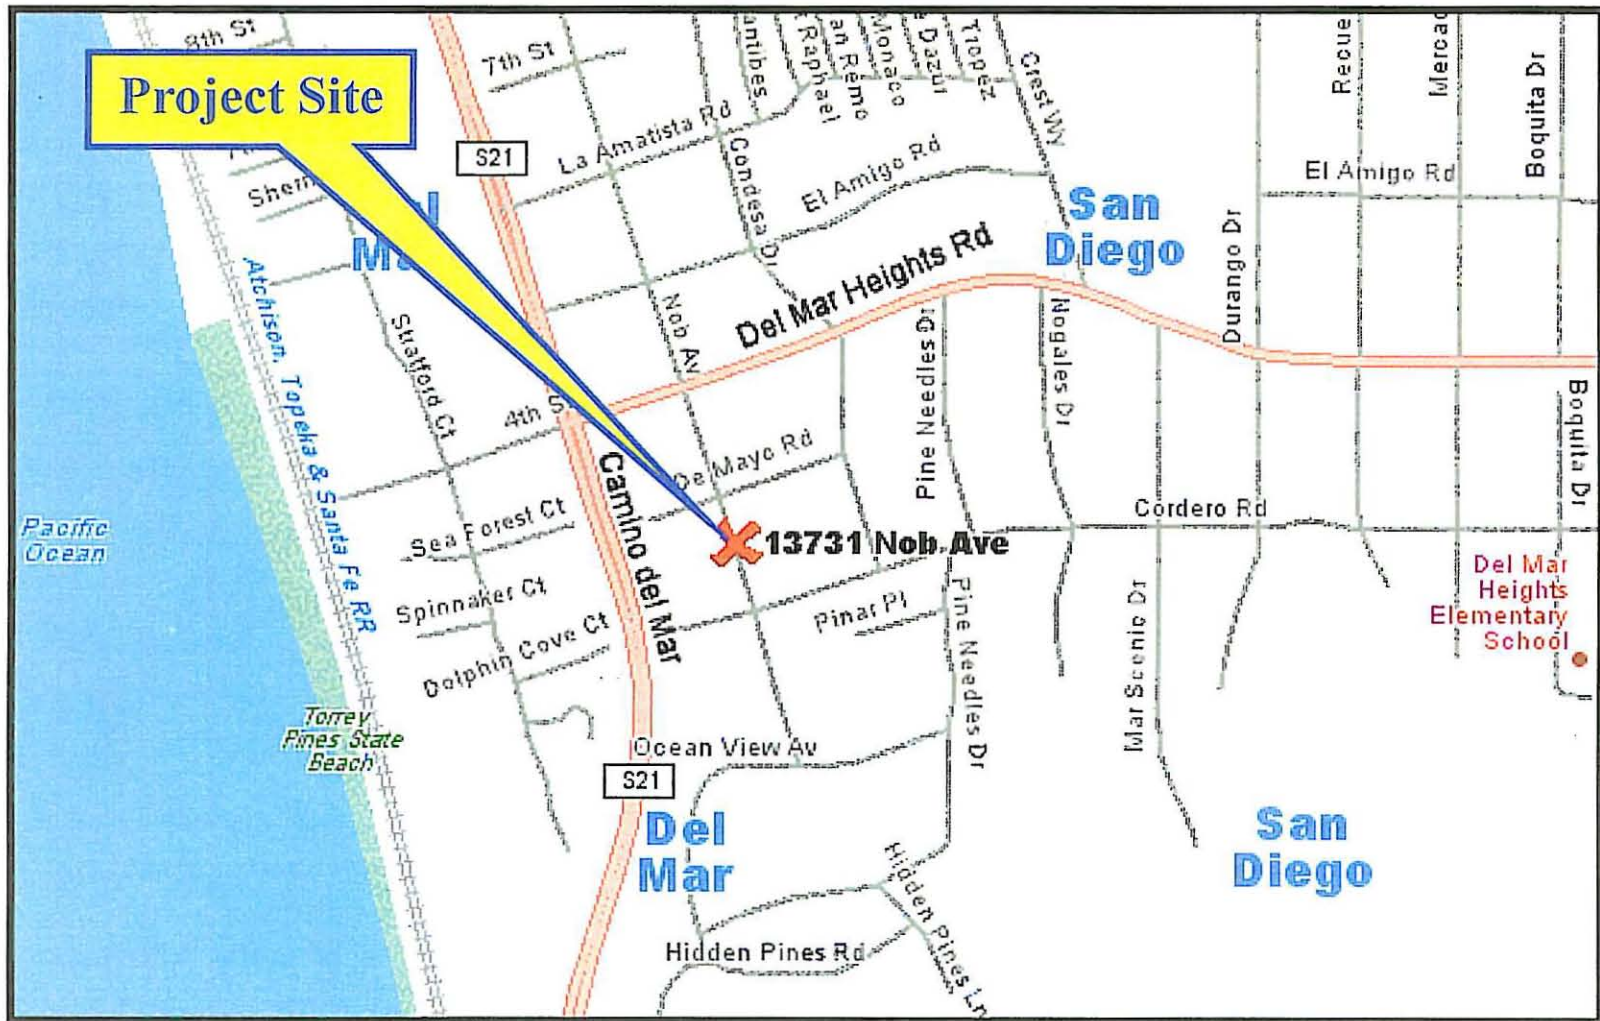 8th St
7th St
Project Site
S21
La Amatista Rd
Condesa Dr
El Amigo Rd
Monaco
Crest Wy
San
Diego
Durango Dr
El Amigo Rd
Boquita Dr
Del Mar Heights Rd
Nob Av
Stratford Ct
Atchison, Topeka & Santa Fe RR
4th S
Pine Needles Dr
Nogales Dr
Boquita Dr
De Mayo Rd
Camino del Mar
Sea Forest Ct
Cordero Rd
13731 Nob Ave
Pacific
Ocean
Spinnaker Ct
Pinar Pl
Dolphin Cove Ct
Pine Needles Dr
Mar Scenic Dr
Del Mar
Heights
Elementary
School
Torrey
Pines State
Beach
Ocean View Av
S21
Del
Mar
San
Diego
Hidden Pines Rd
Hidden Pines Ln